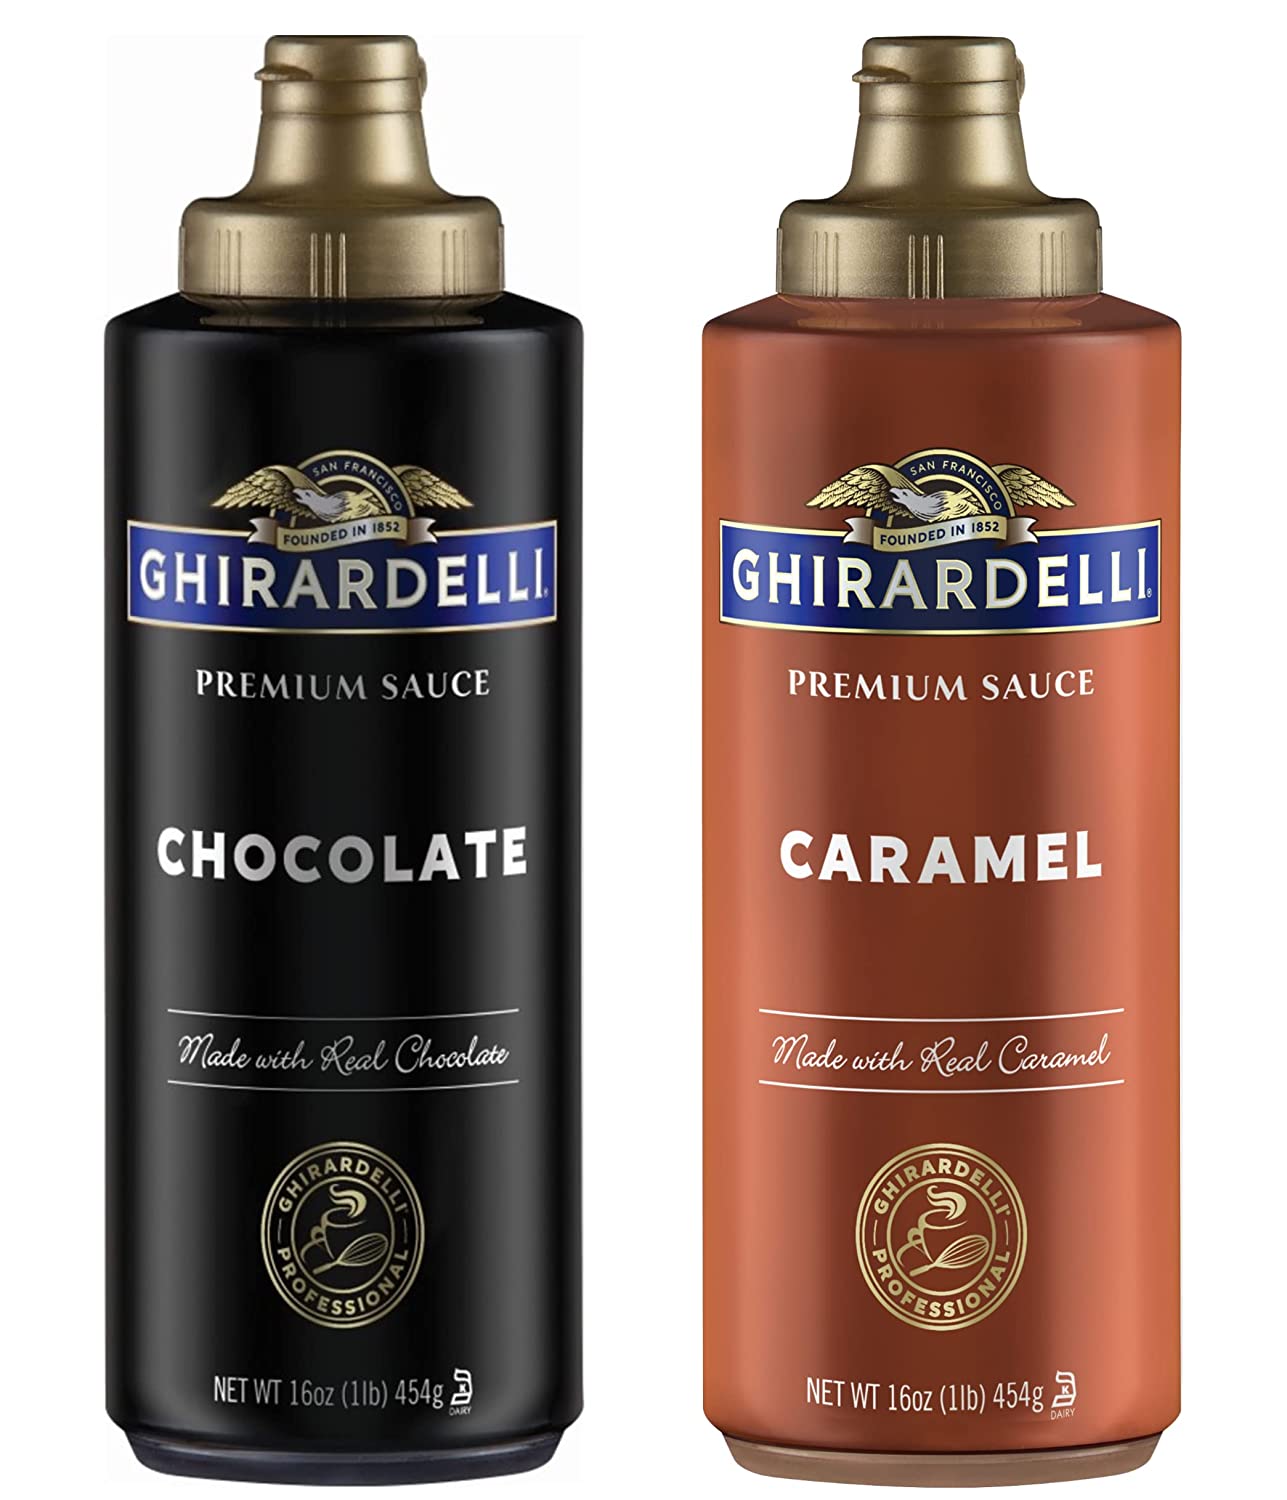 SAN FRANCISCO
FOUNDED IN 1852
GHIRARDELLI®
PREMIUM SAUCE
CHOCOLATE
Made with Real Chocolate
GHIRARDELLI®
PROFESSIONAL
NET WT 16oz (1lb) 454g
K
DAIRY
SAN FRANCISCO
FOUNDED IN 1852
GHIRARDELLI®
PREMIUM SAUCE
CARAMEL
Made with Real Caramel
GHIRARDELLI®
PROFESSIONAL
NET WT 16oz (1lb) 454g
K
DAIRY